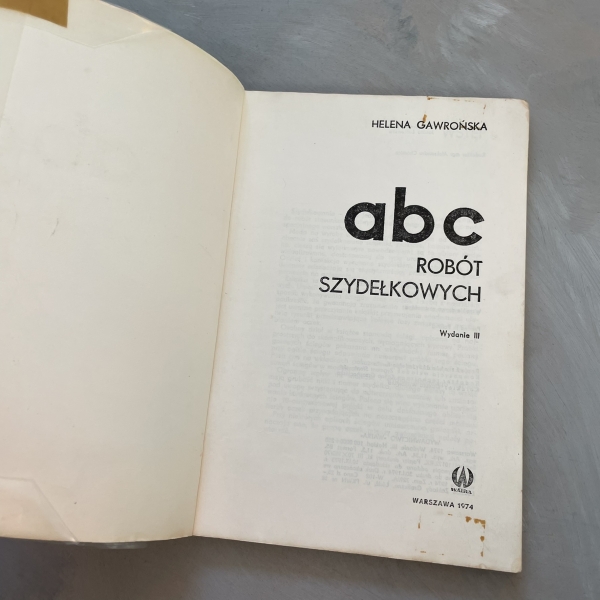 HELENA GAWROŃSKA
abc
ROBÓT
SZYDEŁKOWYCH
Wydanie III
WATRA
WARSZAWA 1974